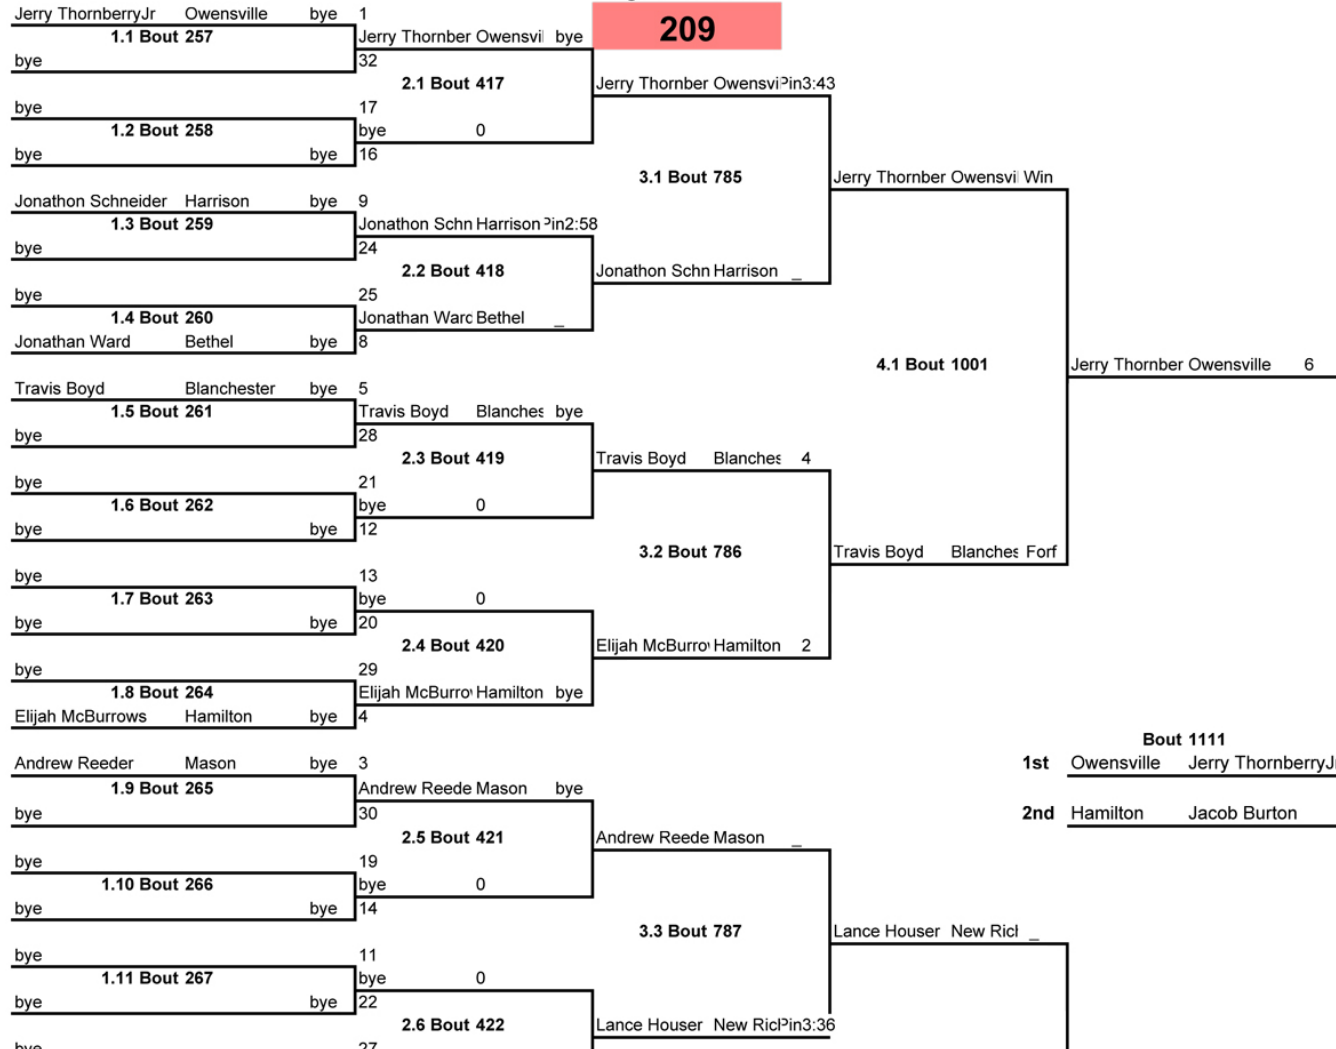 Jerry ThornberryJr Owensville bye 1
209
1.1 Bout 257
Jerry Thornber Owensvi bye
bye 32
2.1 Bout 417
Jerry Thornber Owensvi Pin3:43
bye 17
1.2 Bout 258
bye 0
bye bye 16
3.1 Bout 785
Jerry Thornber Owensvi Win
Jonathon Schneider Harrison bye 9
1.3 Bout 259
Jonathon Schn Harrison Pin2:58
bye 24
2.2 Bout 418
Jonathon Schn Harrison _
bye 25
1.4 Bout 260
Jonathan Ward Bethel _
Jonathan Ward Bethel bye 8
4.1 Bout 1001
Jerry Thornber Owensville 6
Travis Boyd Blanchester bye 5
1.5 Bout 261
Travis Boyd Blanches bye
bye 28
2.3 Bout 419
Travis Boyd Blanches 4
bye 21
1.6 Bout 262
bye 0
bye bye 12
3.2 Bout 786
Travis Boyd Blanches Forf
bye 13
1.7 Bout 263
bye 0
bye bye 20
2.4 Bout 420
Elijah McBurro Hamilton 2
bye 29
1.8 Bout 264
Elijah McBurro Hamilton bye
Elijah McBurrows Hamilton bye 4
Bout 1111
Andrew Reeder Mason bye 3
1st Owensville Jerry ThornberryJ
1.9 Bout 265
Andrew Reede Mason bye
bye 30
2nd Hamilton Jacob Burton
2.5 Bout 421
Andrew Reede Mason _
bye 19
1.10 Bout 266
bye 0
bye bye 14
3.3 Bout 787
Lance Houser New Rich _
bye 11
1.11 Bout 267
bye 0
bye bye 22
2.6 Bout 422
Lance Houser New Ricl Pin3:36
bye 27